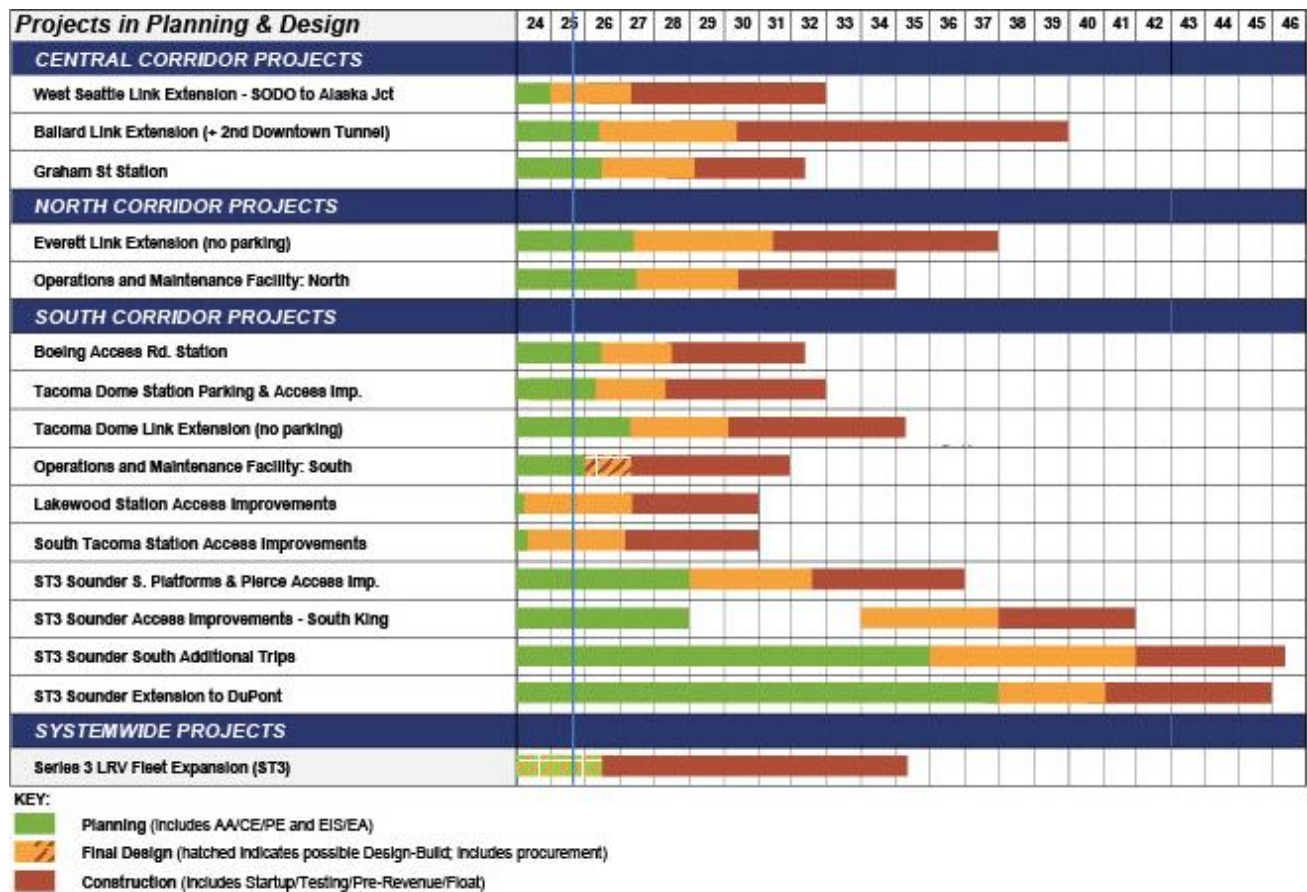 Projects in Planning & Design 24 25 26 27 28 29 30 31 32 33 34 35 36 37 38 39 40 41 42 43 44 45 46
CENTRAL CORRIDOR PROJECTS
West Seattle Link Extension - SODO to Alaska Jct
Ballard Link Extension (+ 2nd Downtown Tunnel)
Graham St Station
NORTH CORRIDOR PROJECTS
Everett Link Extension (no parking)
Operations and Maintenance Facility: North
SOUTH CORRIDOR PROJECTS
Boeing Access Rd. Station
Tacoma Dome Station Parking & Access Imp.
Tacoma Dome Link Extension (no parking)
Operations and Maintenance Facility: South
Lakewood Station Access Improvements
South Tacoma Station Access Improvements
ST3 Sounder S. Platforms & Pierce Access Imp.
ST3 Sounder Access Improvements - South King
ST3 Sounder South Additional Trips
ST3 Sounder Extension to DuPont
SYSTEMWIDE PROJECTS
Series 3 LRV Fleet Expansion (ST3)
KEY:
Planning (includes AA/CE/PE and EIS/EA)
Final Design (hatched indicates possible Design-Build; includes procurement)
Construction (includes Startup/Testing/Pre-Revenue/Float)